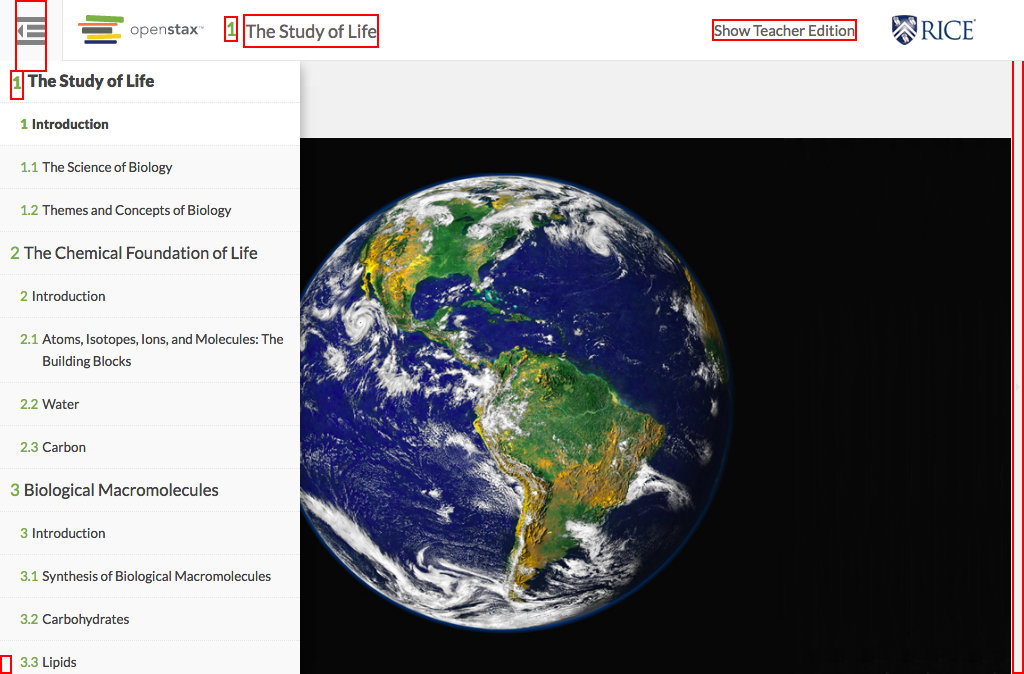 openstax™
1 The Study of Life
Show Teacher Edition
RICE
1 The Study of Life
1 Introduction
1.1 The Science of Biology
1.2 Themes and Concepts of Biology
2 The Chemical Foundation of Life
2 Introduction
2.1 Atoms, Isotopes, Ions, and Molecules: The
Building Blocks
2.2 Water
2.3 Carbon
3 Biological Macromolecules
3 Introduction
3.1 Synthesis of Biological Macromolecules
3.2 Carbohydrates
3.3 Lipids